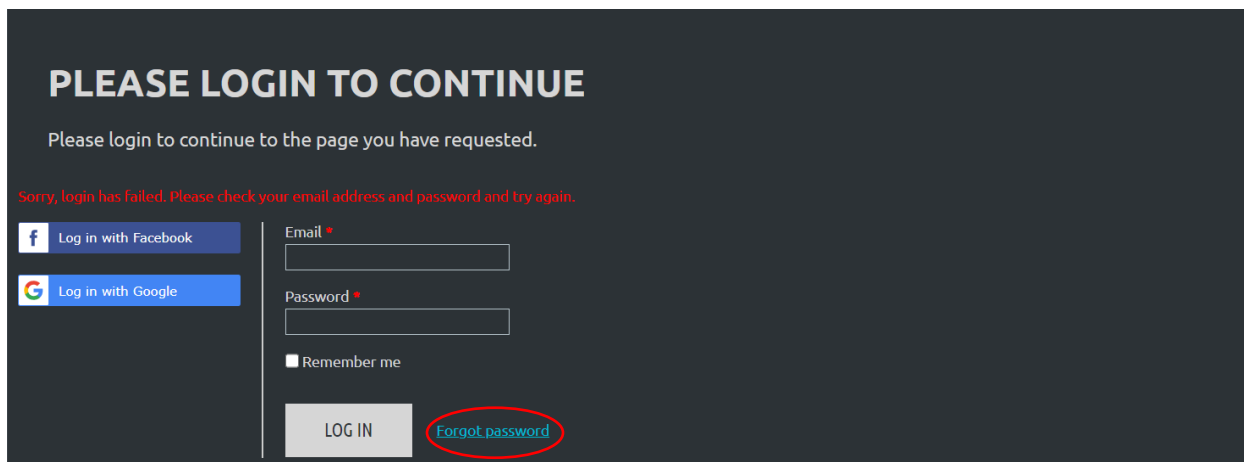 PLEASE LOGIN TO CONTINUE
Please login to continue to the page you have requested.
Sorry, login has failed. Please check your email address and password and try again.
f Log in with Facebook
G Log in with Google
Email *
Password *
Remember me
LOG IN Forgot password